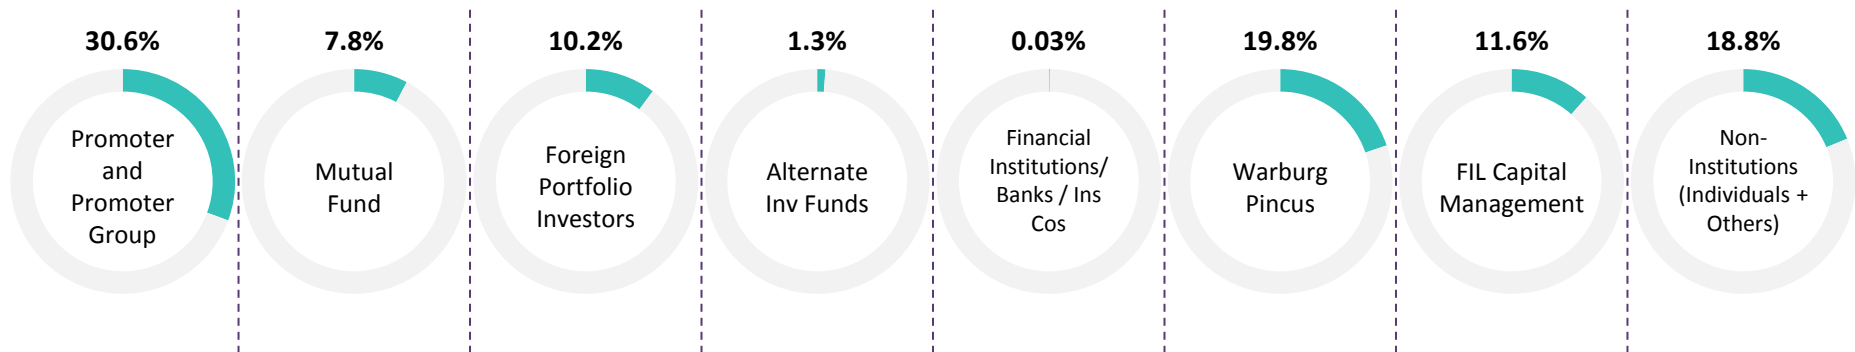 30.6%
Promoter
and
Promoter
Group
7.8%
Mutual
Fund
10.2%
Foreign
Portfolio
Investors
1.3%
Alternate
Inv Funds
0.03%
Financial
Institutions/
Banks / Ins
Cos
19.8%
Warburg
Pincus
11.6%
FIL Capital
Management
18.8%
Non-
Institutions
(Individuals +
Others)